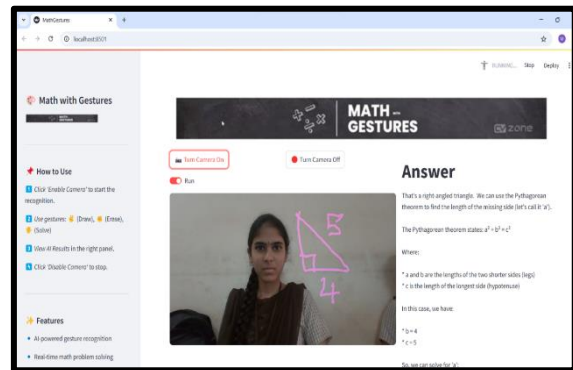 MathGestures
localhost:8501
RUNNING...
Stop
Deploy
Math with Gestures
How to Use
1 Click 'Enable Camera' to start the
recognition.
2 Use gestures: (Draw), (Erase),
(Solve)
3 View AI Results in the right panel.
Click 'Disable Camera' to stop.
Features
AI-powered gesture recognition
Real-time math problem solving
MATH
GESTURES
zone
Turn Camera On
Turn Camera Off
Run
5
4
Answer
That's a right-angled triangle. We can use the Pythagorean
theorem to find the length of the missing side (let's call it 'a').
The Pythagorean theorem states: a² + b² = c²
Where:
* a and b are the lengths of the two shorter sides (legs)
* c is the length of the longest side (hypotenuse)
In this case, we have:
* b = 4
* c = 5
So, we can solve for 'a':